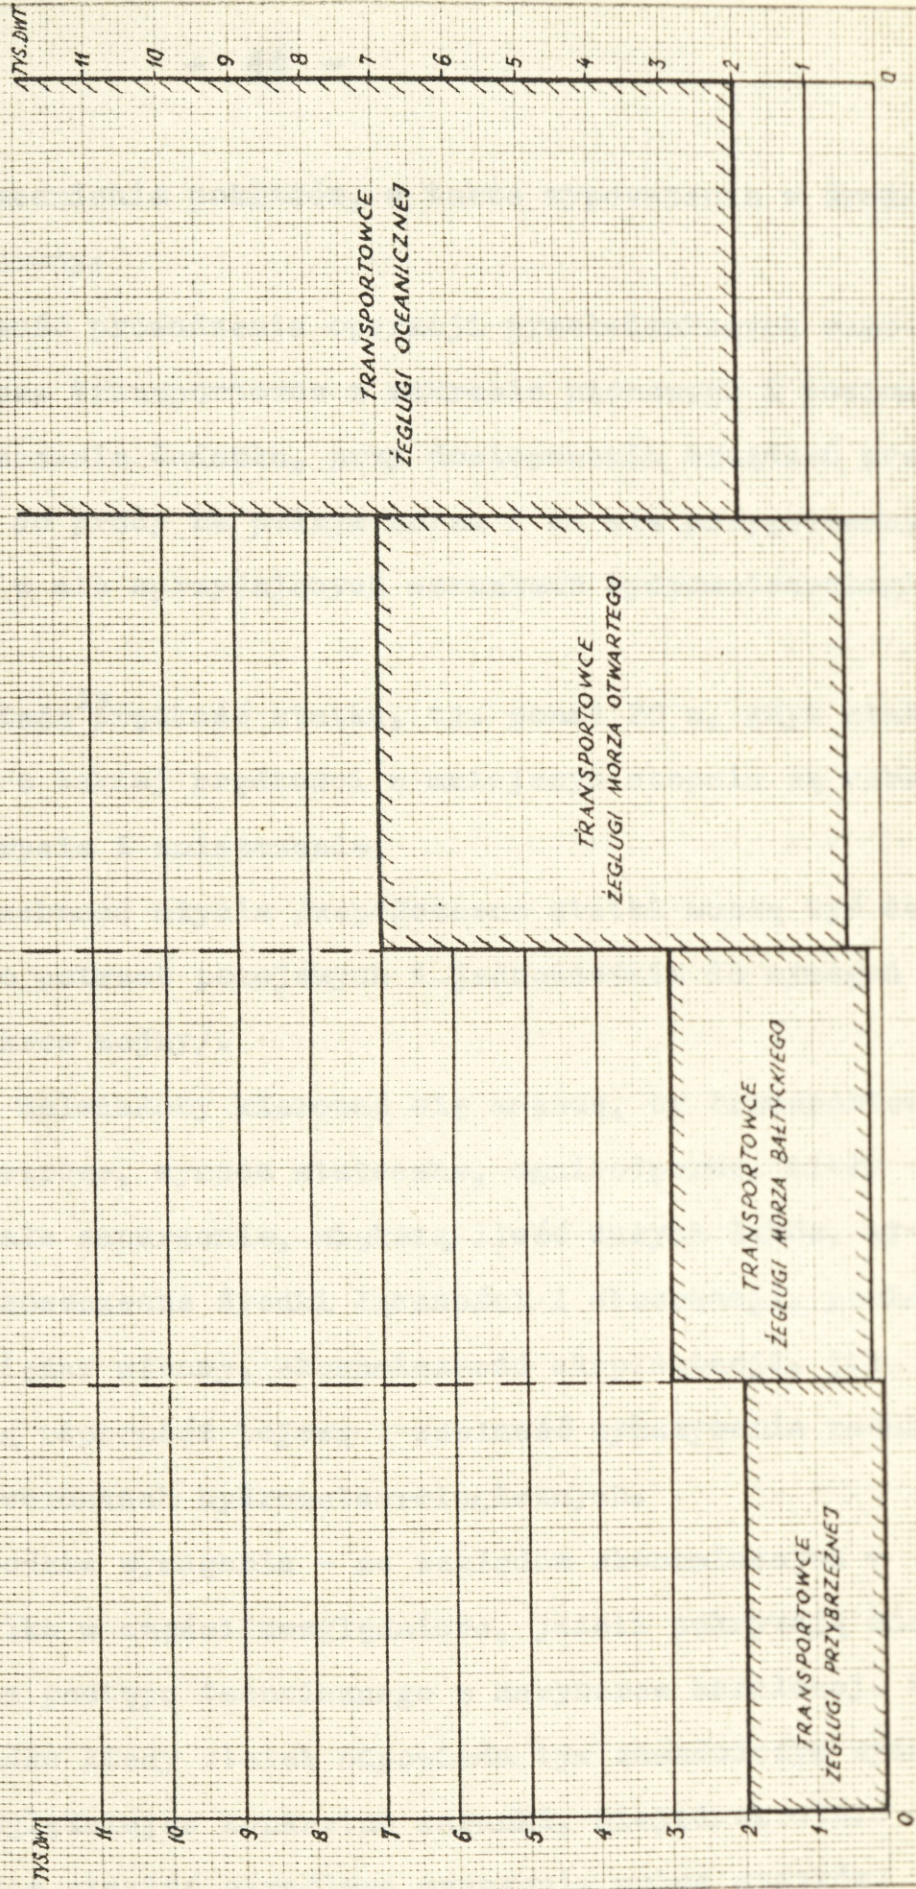 TYS.DWT
11
10
9
8
7
6
5
4
3
2
1
0
TRANSPORTOWCE
ŻEGLUGI PRZYBRZEŻNEJ
TRANSPORTOWCE
ŻEGLUGI MORZA BAŁTYCKIEGO
TRANSPORTOWCE
ŻEGLUGI MORZA OTWARTEGO
TRANSPORTOWCE
ŻEGLUGI OCEANICZNEJ
TYS.DWT
11
10
9
8
7
6
5
4
3
2
1
0